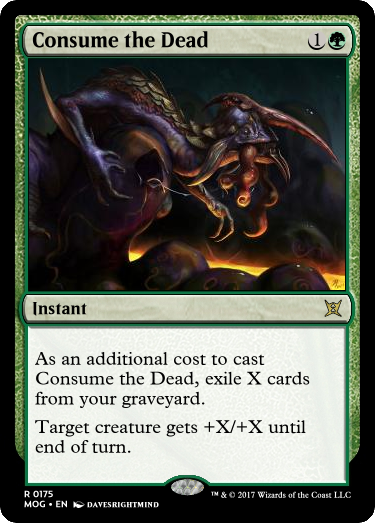 Consume the Dead 1
Instant
As an additional cost to cast
Consume the Dead, exile X cards
from your graveyard.
Target creature gets +X/+X until
end of turn.
R 0175
MOG • EN DAVESRIGHTMIND
™ & © 2017 Wizards of the Coast LLC